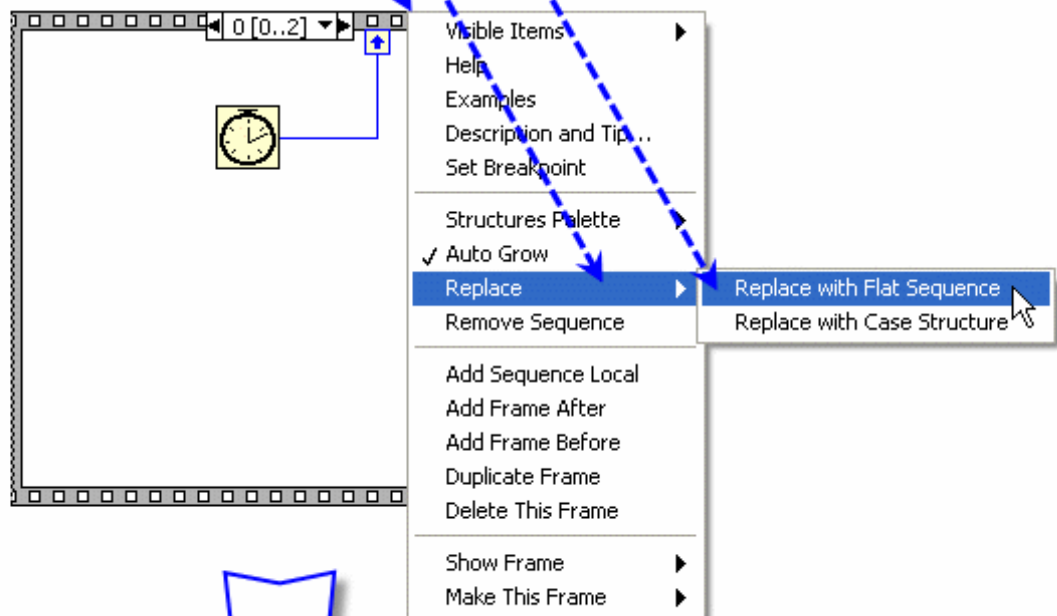 0 [0..2]
Visible Items
Help
Examples
Description and Tip...
Set Breakpoint
Structures Palette
Auto Grow
Replace
Replace with Flat Sequence
Remove Sequence
Replace with Case Structure
Add Sequence Local
Add Frame After
Add Frame Before
Duplicate Frame
Delete This Frame
Show Frame
Make This Frame